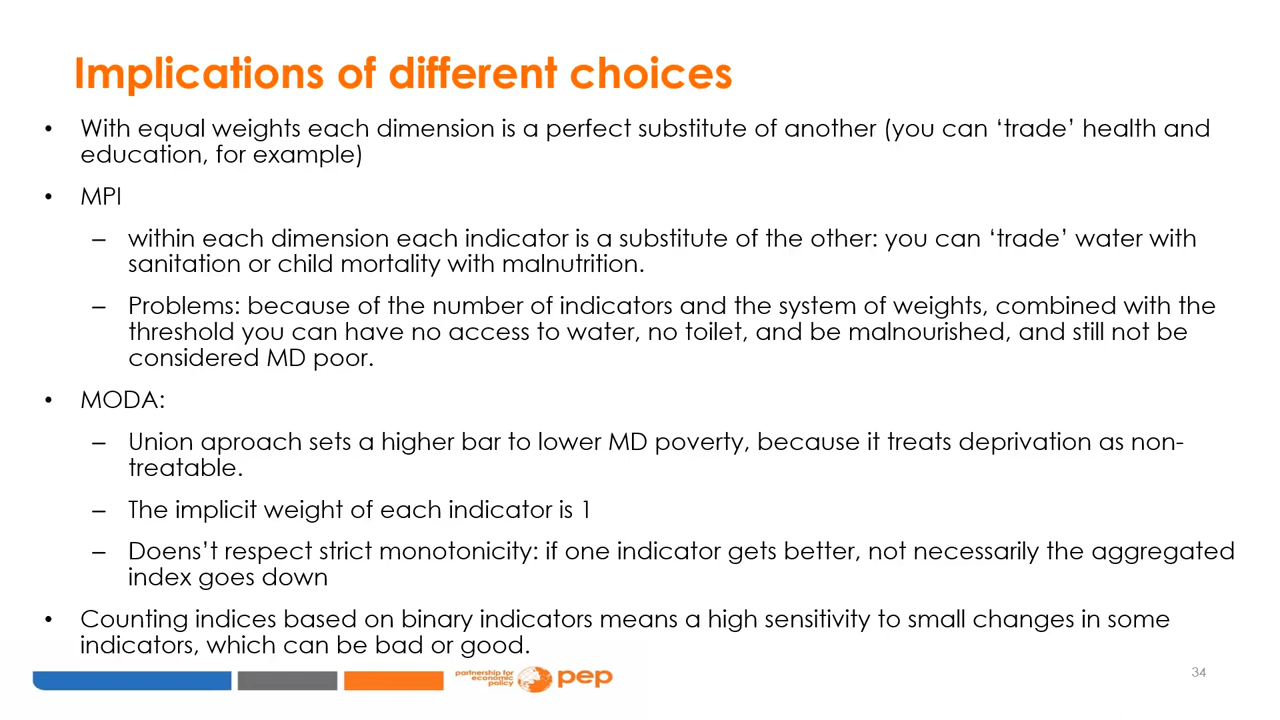 Implications of different choices
• With equal weights each dimension is a perfect substitute of another (you can ‘trade’ health and
education, for example)
• MPI
– within each dimension each indicator is a substitute of the other: you can ‘trade’ water with
sanitation or child mortality with malnutrition.
– Problems: because of the number of indicators and the system of weights, combined with the
threshold you can have no access to water, no toilet, and be malnourished, and still not be
considered MD poor.
• MODA:
– Union aproach sets a higher bar to lower MD poverty, because it treats deprivation as non-
treatable.
– The implicit weight of each indicator is 1
– Doens’t respect strict monotonicity: if one indicator gets better, not necessarily the aggregated
index goes down
• Counting indices based on binary indicators means a high sensitivity to small changes in some
indicators, which can be bad or good.
partnership for
economic
policy
pep
34